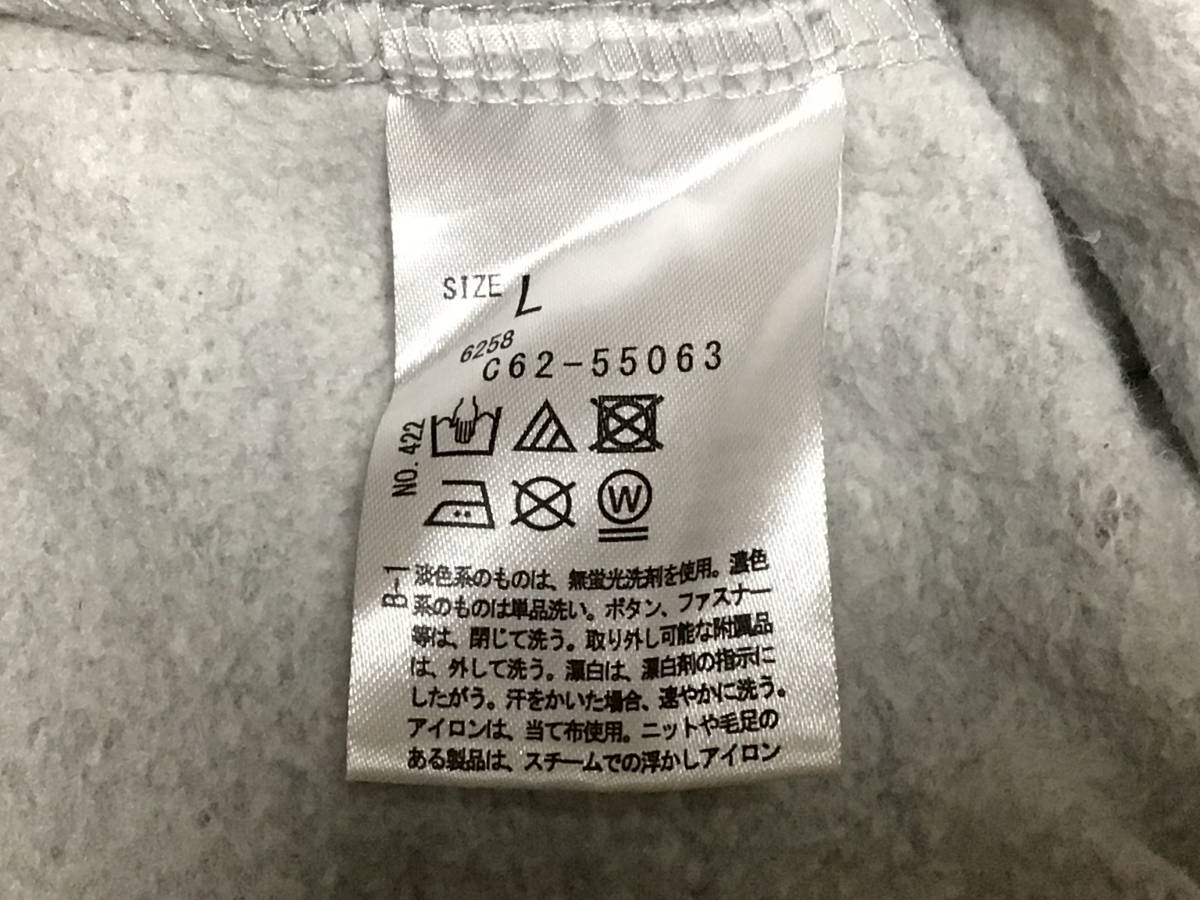 SIZE L
6258
C62-55063
NO. 422
W
B-1
淡色系のものは、無蛍光洗剤を使用。濃色
系のものは単品洗い。ボタン、ファスナー
等は、閉じて洗う。取り外し可能な附属品
は、外して洗う。漂白は、漂白剤の指示に
したがう。汗をかいた場合、速やかに洗う。
アイロンは、当て布使用。ニットや毛足の
ある製品は、スチームでの浮かしアイロン